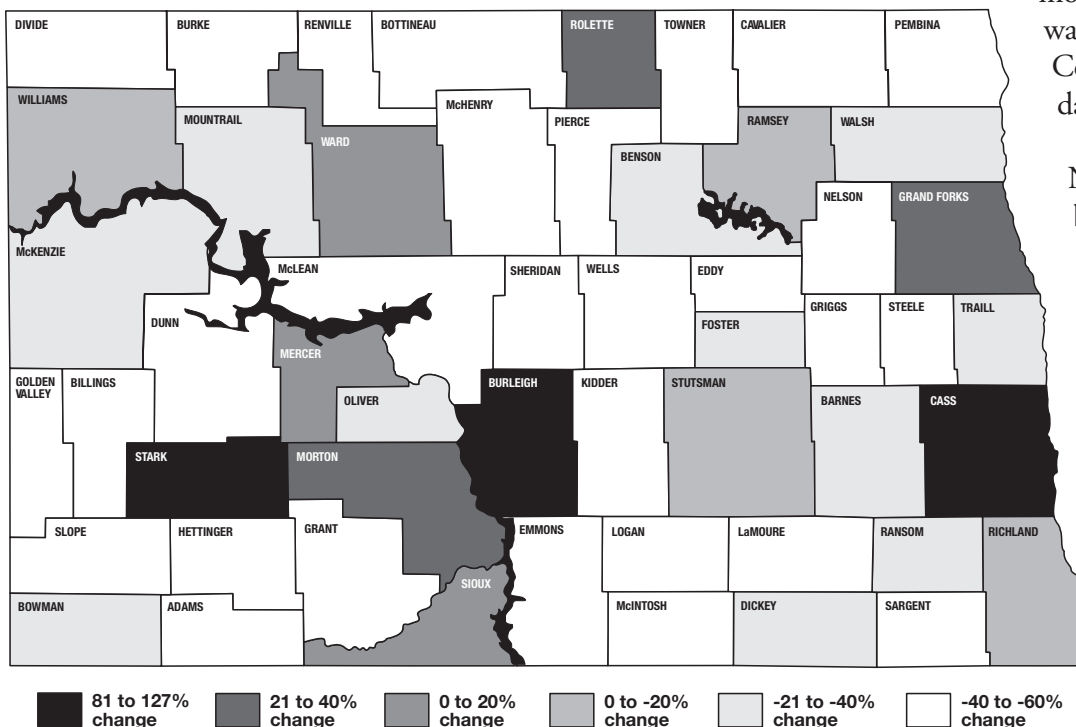 DIVIDE
BURKE
RENVILLE
BOTTINEAU
ROLETTE
TOWNER
CAVALIER
PEMBINA
WILLIAMS
MOUNTRAIL
WARD
McHENRY
PIERCE
BENSON
RAMSEY
WALSH
NELSON
GRAND FORKS
McKENZIE
McLEAN
SHERIDAN
WELLS
EDDY
DUNN
FOSTER
GRIGGS
STEELE
TRAILL
MERCER
GOLDEN
VALLEY
BILLINGS
OLIVER
BURLEIGH
KIDDER
STUTSMAN
BARNES
CASS
STARK
MORTON
SLOPE
HETTINGER
GRANT
EMMONS
LOGAN
LaMOURE
RANSOM
RICHLAND
SIOUX
BOWMAN
ADAMS
McINTOSH
DICKEY
SARGENT
81 to 127%
change
21 to 40%
change
0 to 20%
change
0 to -20%
change
-21 to -40%
change
-40 to -60%
change